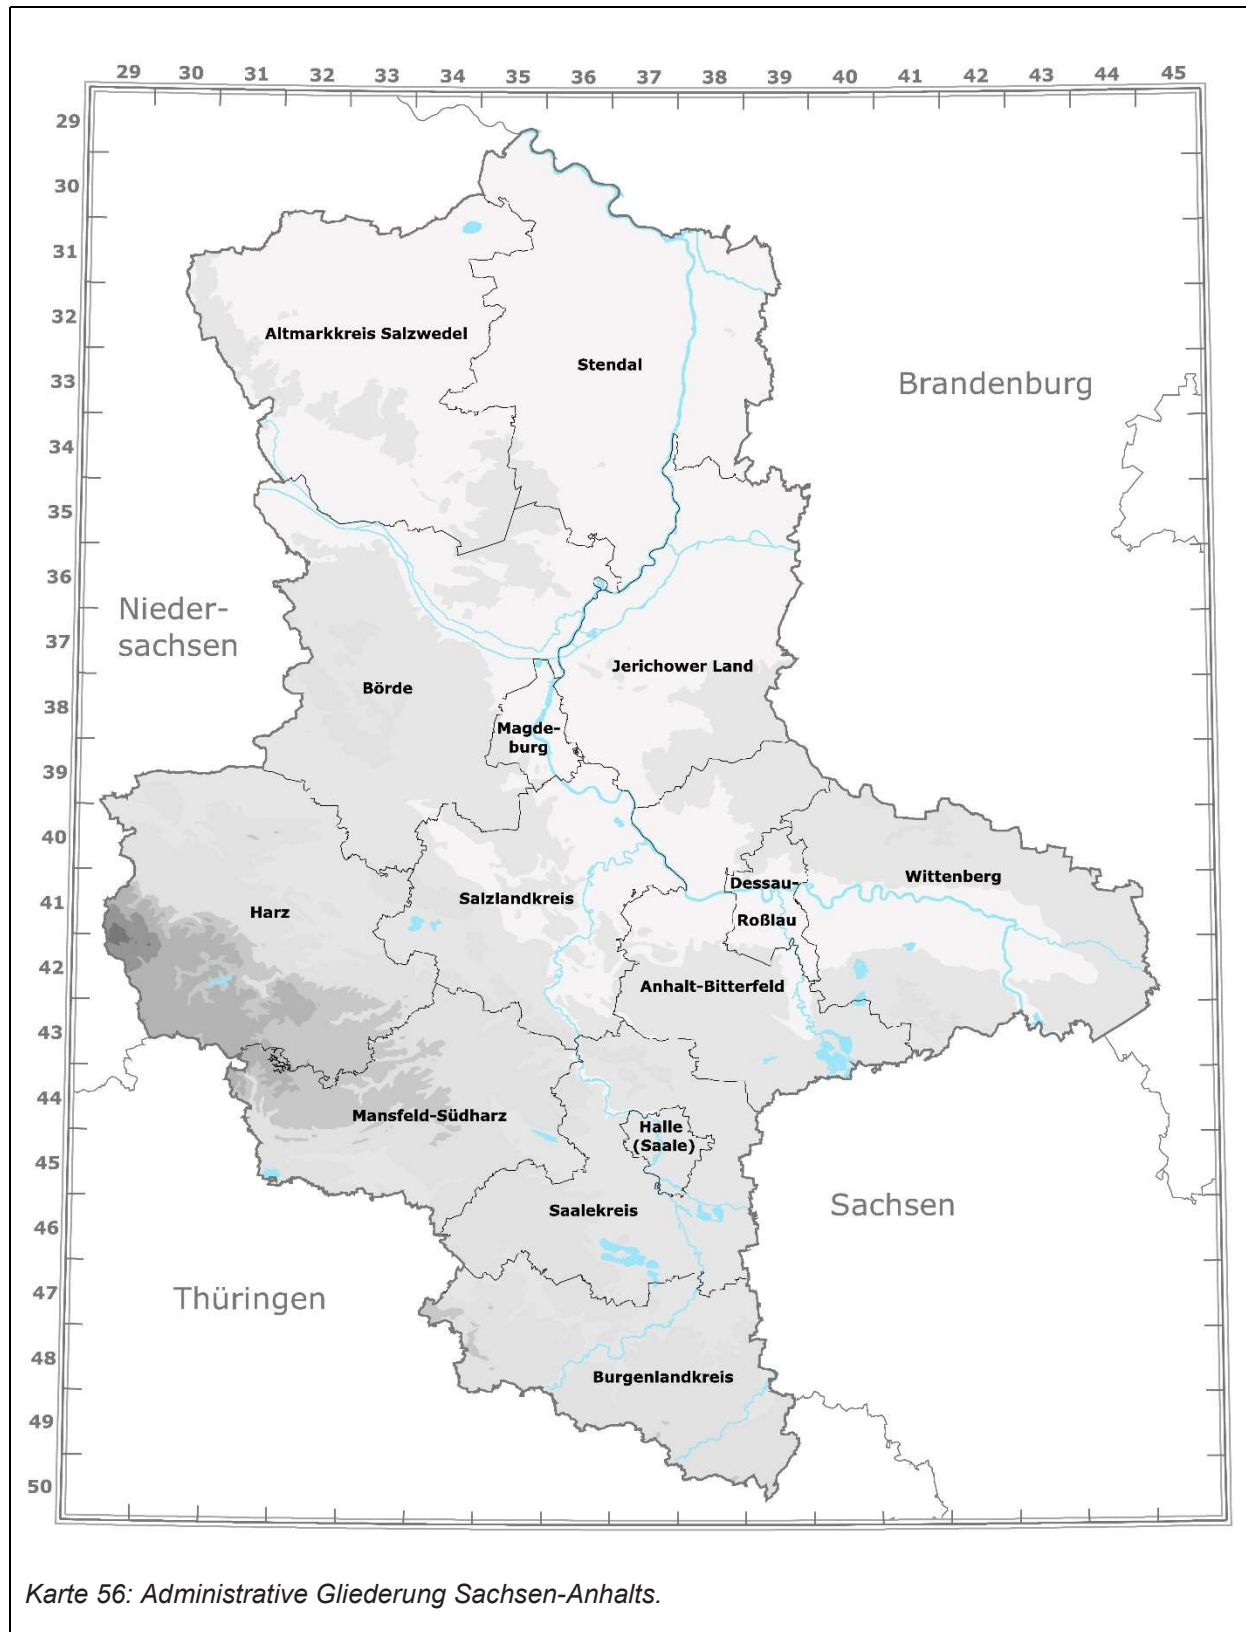 29 30 31 32 34 35 36 37 38 39 40 41 42 43 44 45
29
30
31
32
33
34
35
36
37
38
39
40
41
42
43
44
45
46
47
48
49
50
Altmarkkreis Salzwedel
Stendal
Brandenburg
Nieder-
sachsen
Jerichower Land
Börde
Magde-
burg
Wittenberg
Dessau-
Roßlau
Salzlandkreis
Harz
Anhalt-Bitterfeld
Mansfeld-Südharz
Halle
(Saale)
Saalekreis
Sachsen
Thüringen
Burgenlandkreis
Karte 56: Administrative Gliederung Sachsen-Anhalts.